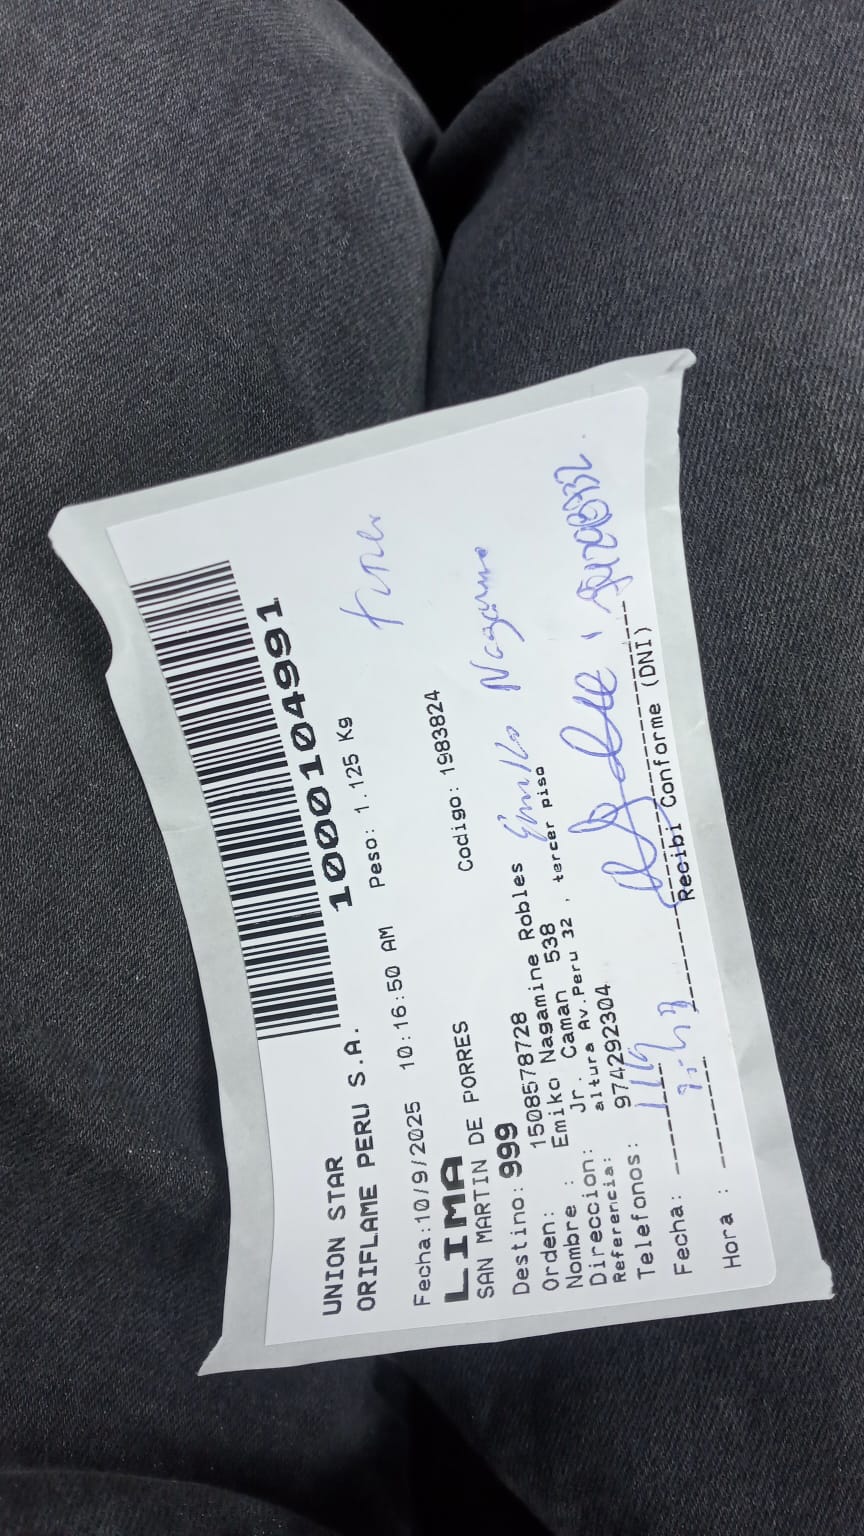 1000104991
UNION STAR
ORIFLAME PERU S.A.
Peso: 1.125 Kg
Fecha:10/9/2025 10:16:50 AM
LIMA
SAN MARTIN DE PORRES
Codigo: 1983824
Destino: 999
Orden: 1508578728
Nombre : Emiko Nagamine Robles
Emiko Nagamine
Direccion: Jr. Caman 538
Referencia: altura Av.Peru 32 , tercer piso
Telefonos: 974292304
Fecha:
Hora :
Recibi Conforme (DNI)